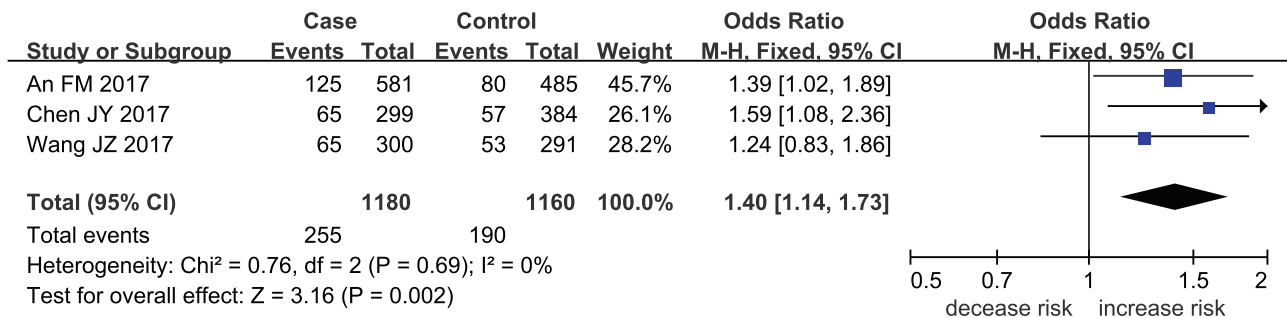 Case Control Odds Ratio Odds Ratio
Study or Subgroup Events Total Events Total Weight M-H, Fixed, 95% CI M-H, Fixed, 95% CI
An FM 2017 125 581 80 485 45.7% 1.39 [1.02, 1.89]
Chen JY 2017 65 299 57 384 26.1% 1.59 [1.08, 2.36]
Wang JZ 2017 65 300 53 291 28.2% 1.24 [0.83, 1.86]
Total (95% CI) 1180 1160 100.0% 1.40 [1.14, 1.73]
Total events 255 190
Heterogeneity: Chi² = 0.76, df = 2 (P = 0.69); I² = 0%
Test for overall effect: Z = 3.16 (P = 0.002)
0.5 0.7 1 1.5 2
decease risk increase risk